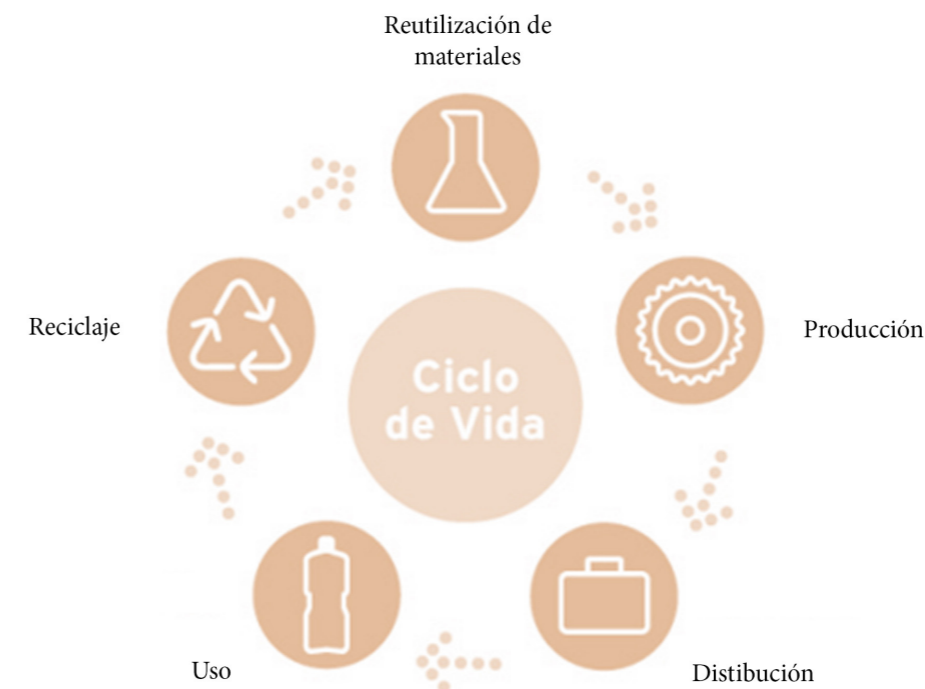 Reutilización de
materiales
Reciclaje
Producción
Ciclo
de Vida
Uso
Distibución